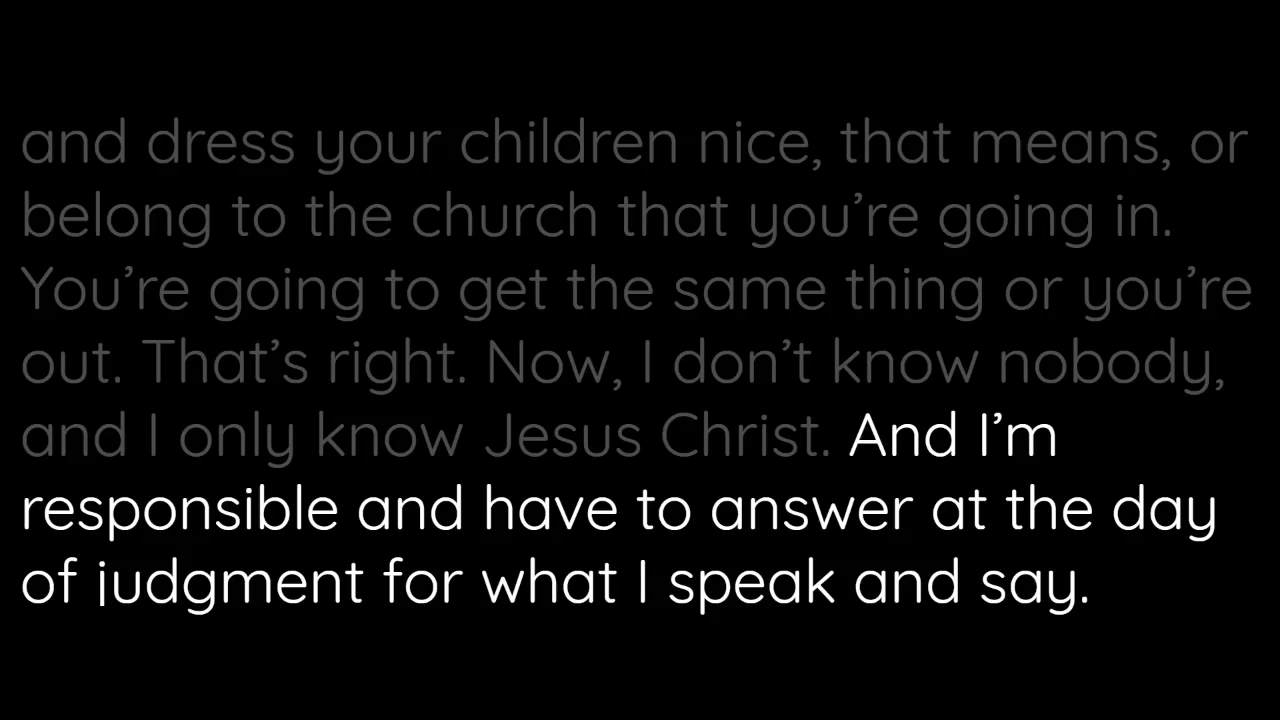 and dress your children nice, that means, or
belong to the church that you’re going in.
You’re going to get the same thing or you’re
out. That’s right. Now, I don’t know nobody,
and I only know Jesus Christ. And I’m
responsible and have to answer at the day
of judgment for what I speak and say.